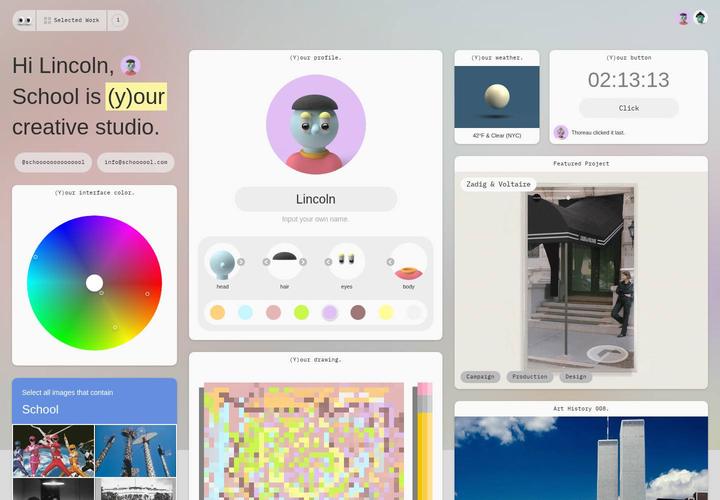 Selected Work
i
Hi Lincoln,
School is (y)our
creative studio.
@schooooooooooool
info@schoooool.com
(Y)our interface color.
Select all images that contain
School
(Y)our profile.
Lincoln
Input your own name.
head
hair
eyes
body
(Y)our drawing.
(Y)our weather.
42°F & Clear (NYC)
(Y)our button
02:13:13
Click
Thoreau clicked it last.
Featured Project
Zadig & Voltaire
Campaign
Production
Design
Art History 008.